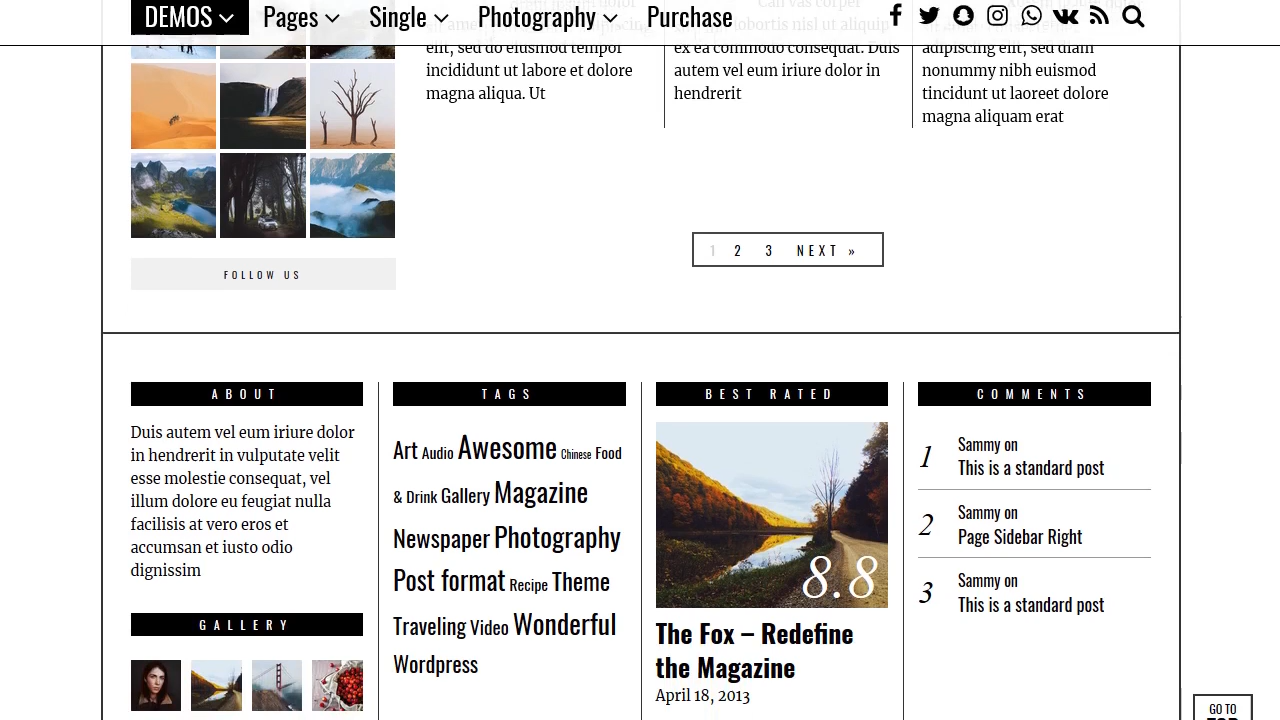 DEMOS Pages Single Photography Purchase
elit, sed do eiusmod tempor
incididunt ut labore et dolore
magna aliqua. Ut
ex ea commodo consequat. Duis
autem vel eum iriure dolor in
hendrerit
adipiscing elit, sed diam
nonummy nibh euismod
tincidunt ut laoreet dolore
magna aliquam erat
1 2 3 NEXT »
FOLLOW US
ABOUT
Duis autem vel eum iriure dolor
in hendrerit in vulputate velit
esse molestie consequat, vel
illum dolore eu feugiat nulla
facilisis at vero eros et
accumsan et iusto odio
dignissim
GALLERY
TAGS
Art Audio Awesome Chinese Food
& Drink Gallery Magazine
Newspaper Photography
Post format Recipe Theme
Traveling Video Wonderful
Wordpress
BEST RATED
8.8
The Fox – Redefine
the Magazine
April 18, 2013
COMMENTS
1 Sammy on
This is a standard post
2 Sammy on
Page Sidebar Right
3 Sammy on
This is a standard post
GO TO
TOP